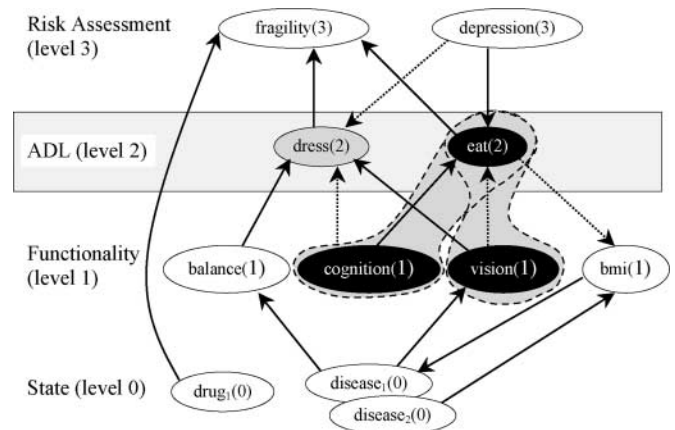 Risk Assessment
(level 3)
fragility(3)
depression(3)
ADL (level 2)
dress(2)
eat(2)
Functionality
(level 1)
balance(1)
cognition(1)
vision(1)
bmi(1)
State (level 0)
drug₁(0)
disease₁(0)
disease₂(0)